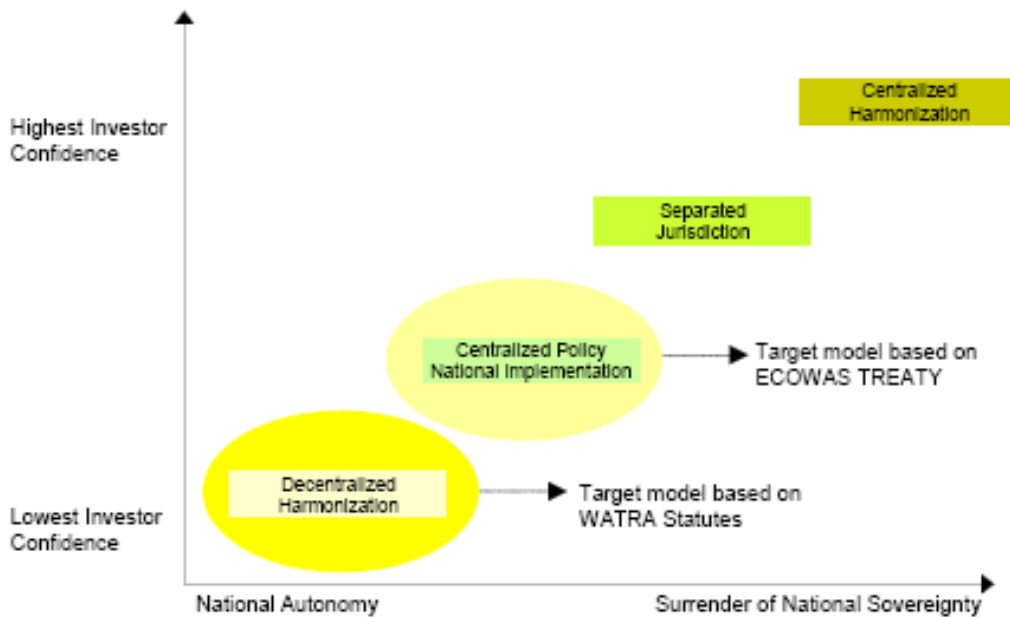 Centralized
Harmonization
Highest Investor
Confidence
Separated
Jurisdiction
Centralized Policy
National Implementation
Target model based on
ECOWAS TREATY
Decentralized
Harmonization
Target model based on
WATRA Statutes
Lowest Investor
Confidence
National Autonomy
Surrender of National Sovereignty